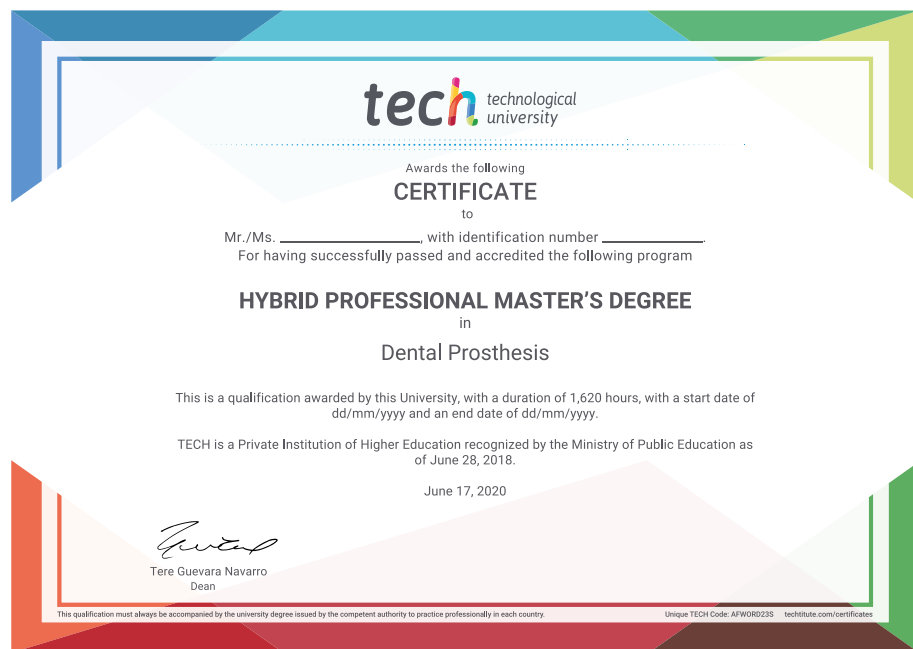 tech technological
university
Awards the following
CERTIFICATE
to
Mr./Ms. ____________, with identification number ____________.
For having successfully passed and accredited the following program
HYBRID PROFESSIONAL MASTER'S DEGREE
in
Dental Prosthesis
This is a qualification awarded by this University, with a duration of 1,620 hours, with a start date of
dd/mm/yyyy and an end date of dd/mm/yyyy.
TECH is a Private Institution of Higher Education recognized by the Ministry of Public Education as
of June 28, 2018.
June 17, 2020
Tere Guevara Navarro
Dean
This qualification must always be accompanied by the university degree issued by the competent authority to practice professionally in each country. Unique TECH Code: AFWORD23S techtitute.com/certificates